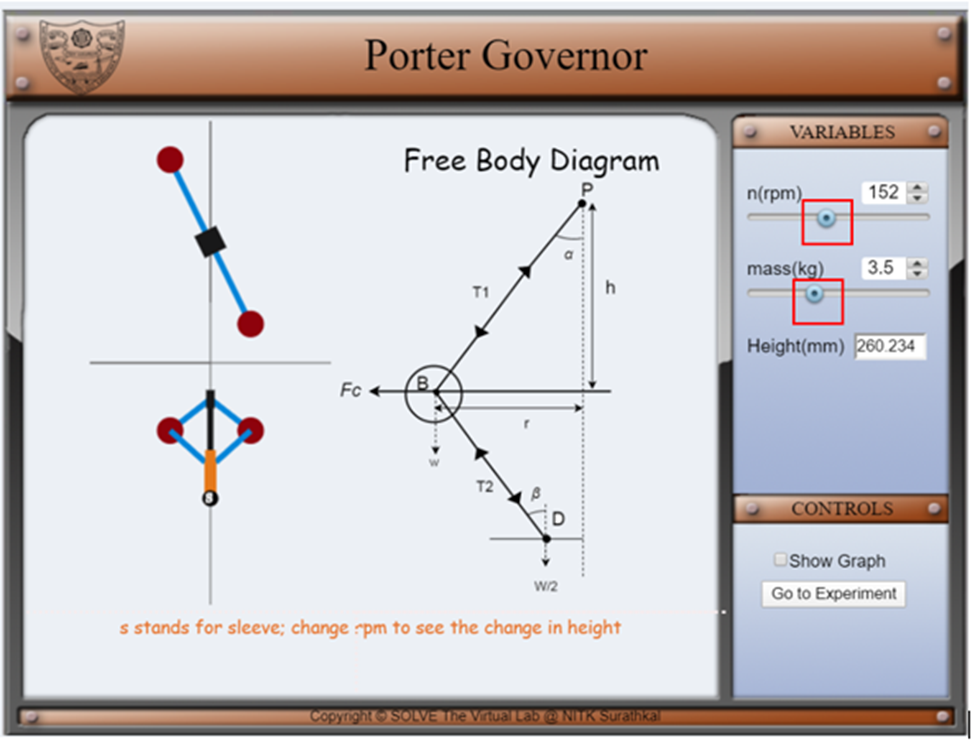 Porter Governor
Free Body Diagram
P
α
T1
h
B
Fc
r
w
T2
β
D
W/2
S
s stands for sleeve; change rpm to see the change in height
VARIABLES
n(rpm) 152
mass(kg) 3.5
Height(mm) 260.234
CONTROLS
Show Graph
Go to Experiment
Copyright © SOLVE The Virtual Lab @ NITK Surathkal